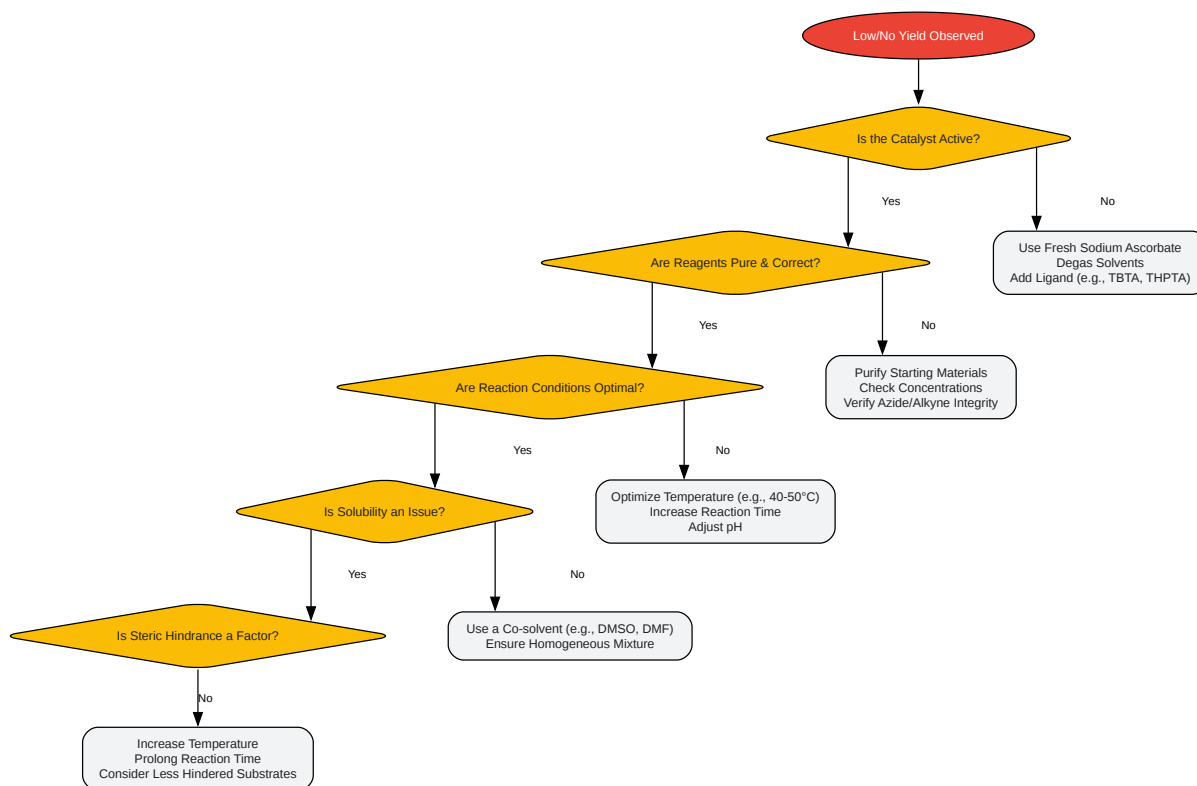 Low/No Yield Observed
Is the Catalyst Active?
Yes
No
Use Fresh Sodium Ascorbate
Degas Solvents
Add Ligand (e.g., TBTA, THPTA)
Are Reagents Pure & Correct?
Yes
No
Purify Starting Materials
Check Concentrations
Verify Azide/Alkyne Integrity
Are Reaction Conditions Optimal?
Yes
No
Optimize Temperature (e.g., 40-50°C)
Increase Reaction Time
Adjust pH
Is Solubility an Issue?
Yes
No
Use a Co-solvent (e.g., DMSO, DMF)
Ensure Homogeneous Mixture
Is Steric Hindrance a Factor?
No
Increase Temperature
Prolong Reaction Time
Consider Less Hindered Substrates